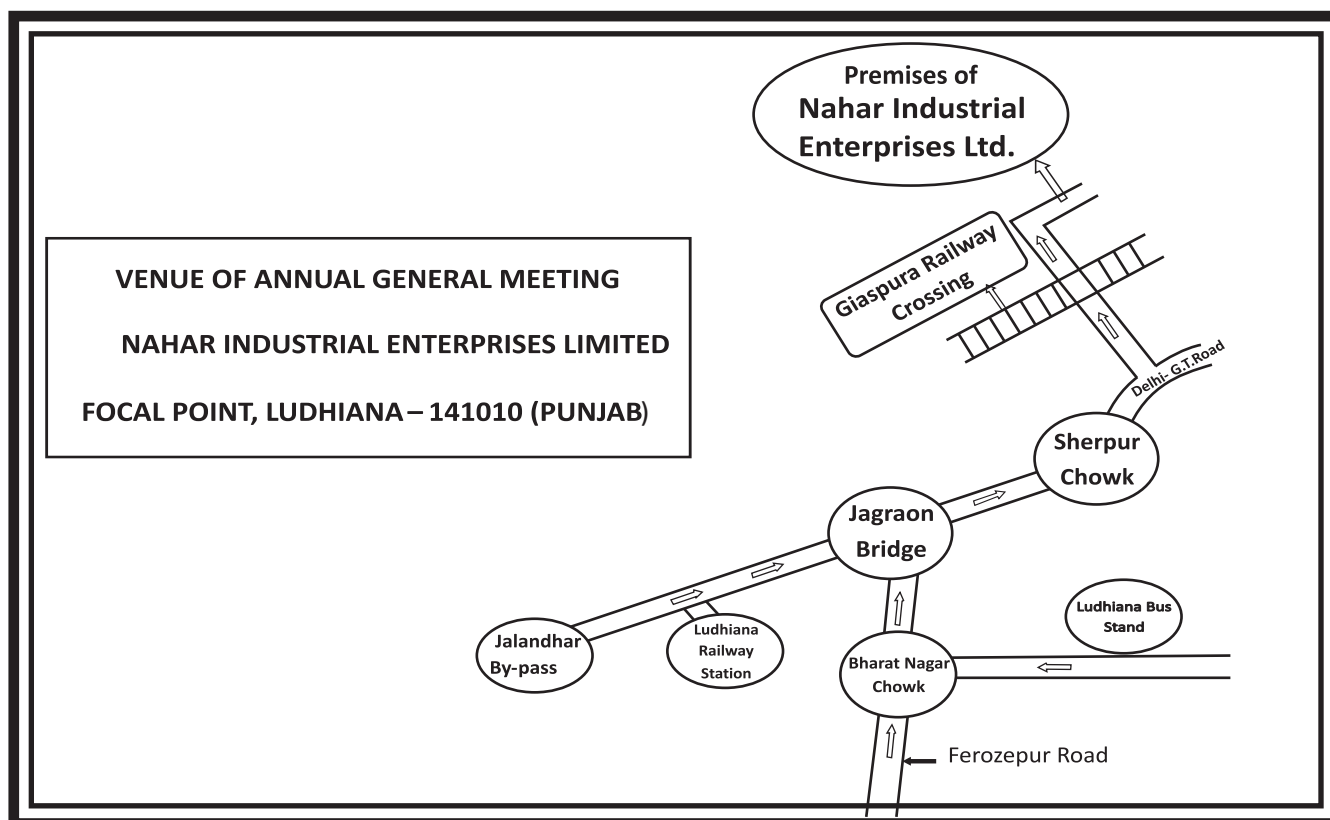 Premises of
Nahar Industrial
Enterprises Ltd.
VENUE OF ANNUAL GENERAL MEETING
NAHAR INDUSTRIAL ENTERPRISES LIMITED
FOCAL POINT, LUDHIANA – 141010 (PUNJAB)
Giaspura Railway
Crossing
Delhi- G.T.Road
Sherpur
Chowk
Jagraon
Bridge
Ludhiana Bus
Stand
Jalandhar
By-pass
Ludhiana
Railway
Station
Bharat Nagar
Chowk
Ferozepur Road